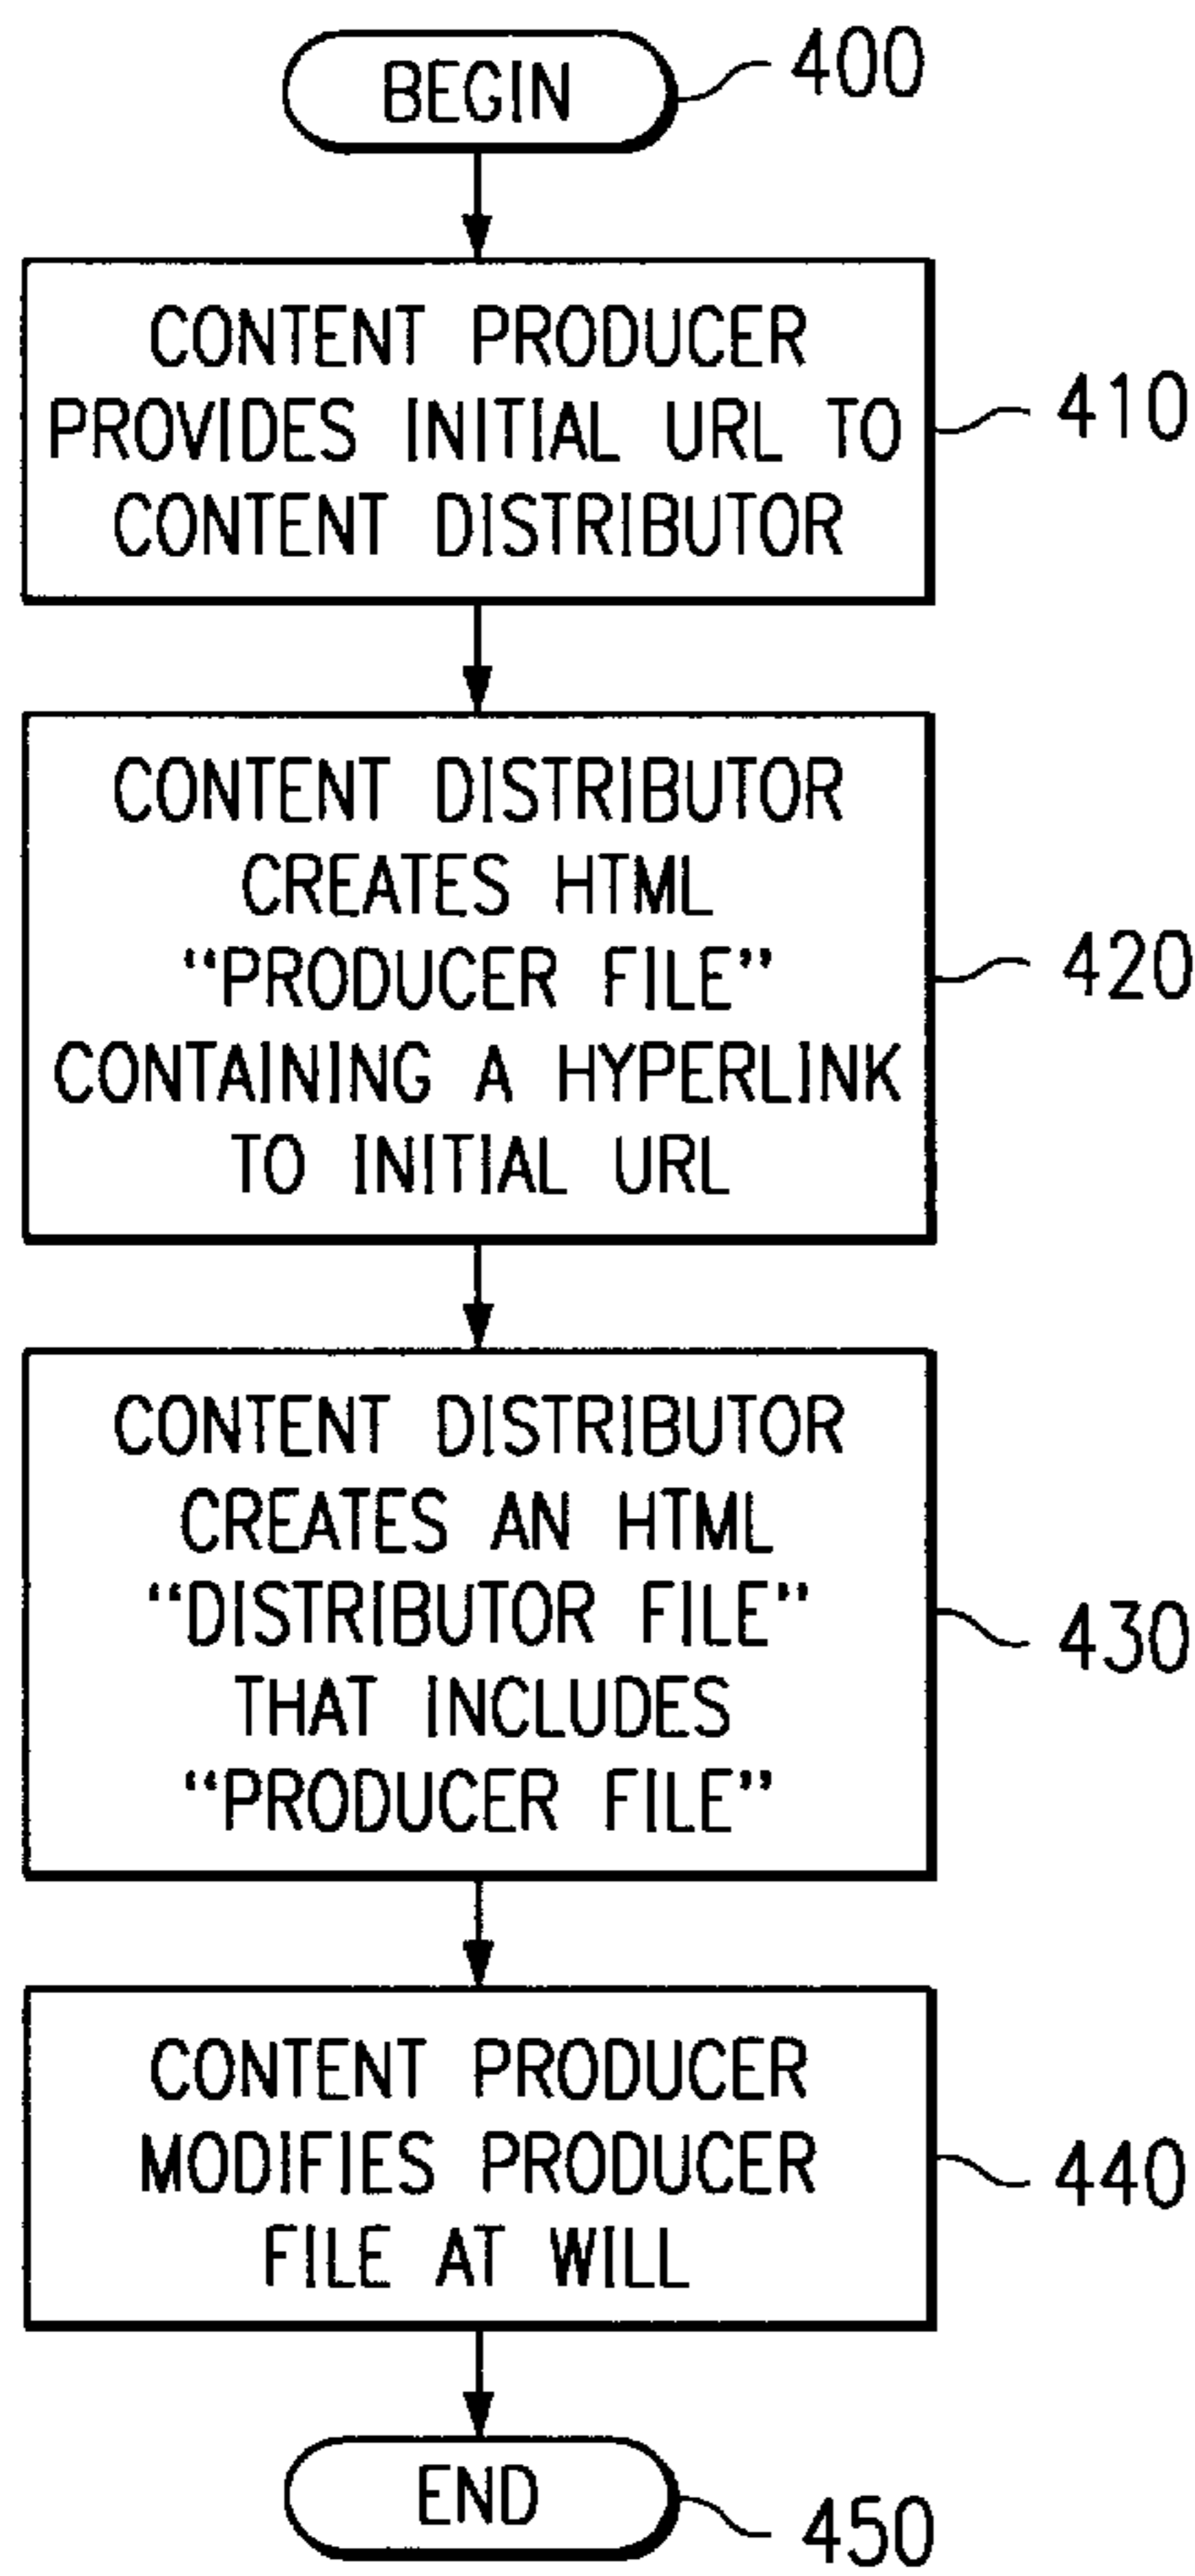 BEGIN
400
CONTENT PRODUCER
PROVIDES INITIAL URL TO
CONTENT DISTRIBUTOR
410
CONTENT DISTRIBUTOR
CREATES HTML
“PRODUCER FILE”
CONTAINING A HYPERLINK
TO INITIAL URL
420
CONTENT DISTRIBUTOR
CREATES AN HTML
“DISTRIBUTOR FILE”
THAT INCLUDES
“PRODUCER FILE”
430
CONTENT PRODUCER
MODIFIES PRODUCER
FILE AT WILL
440
END
450